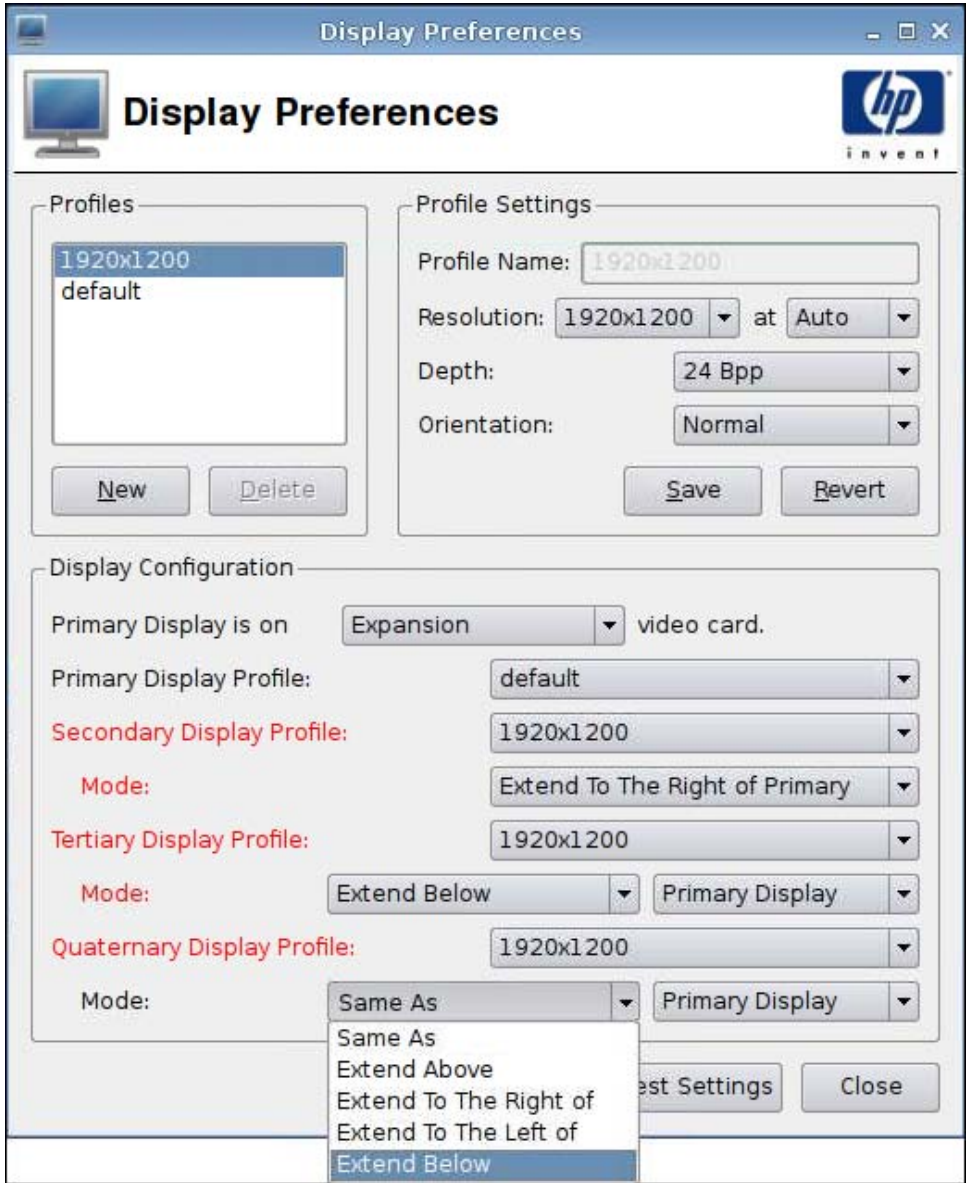 Display Preferences
Display Preferences
hp
invent
Profiles
1920x1200
default
New
Delete
Profile Settings
Profile Name: 1920x1200
Resolution: 1920x1200 at Auto
Depth: 24 Bpp
Orientation: Normal
Save
Revert
Display Configuration
Primary Display is on Expansion video card.
Primary Display Profile: default
Secondary Display Profile: 1920x1200
Mode: Extend To The Right of Primary
Tertiary Display Profile: 1920x1200
Mode: Extend Below Primary Display
Quaternary Display Profile: 1920x1200
Mode: Same As Primary Display
Same As
Extend Above
Extend To The Right of
Extend To The Left of
Extend Below
Settings
Close